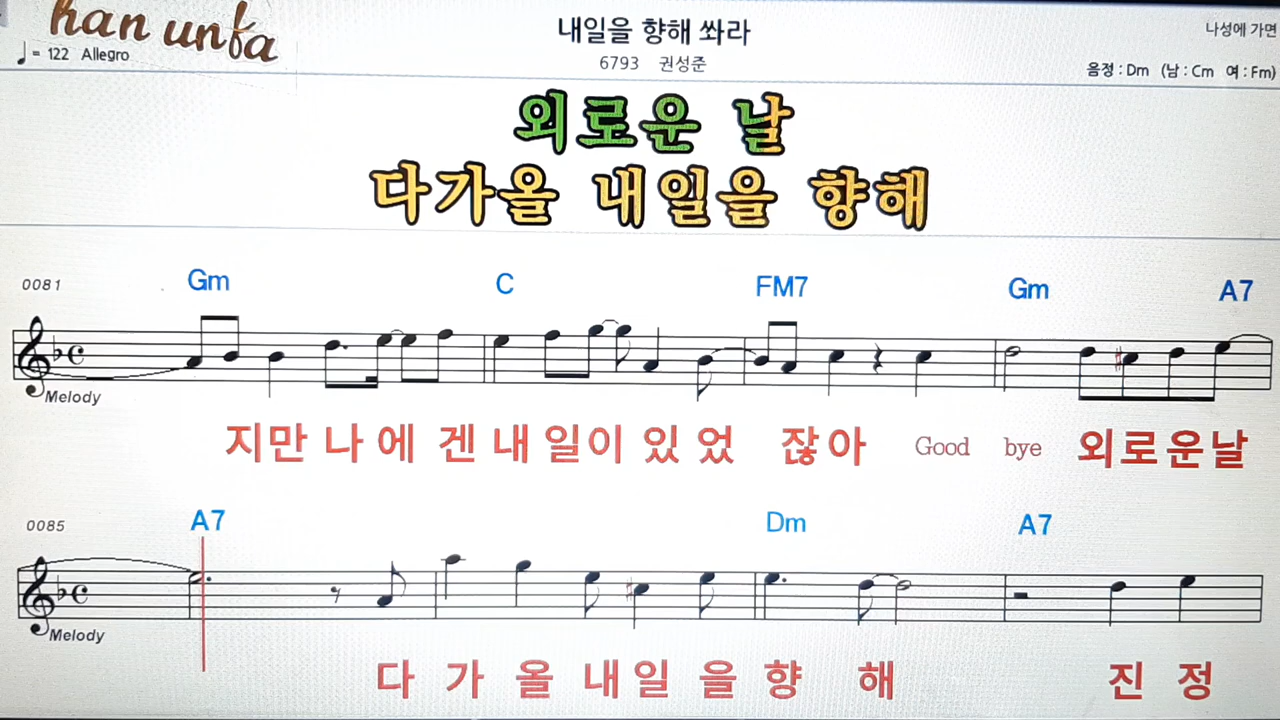 han unfa
♩= 122 Allegro
내일을 향해 쏴라
6793 권성준
나성에 가면
음정 : Dm (남 : Cm 여 : Fm)
외로운 날
다가올 내일을 향해
0081 Gm C FM7 Gm A7
Melody
지만 나에 겐 내 일이 있 었 잖아 Good bye 외로운날
0085 A7 Dm A7
Melody
다 가 올 내일 을 향 해 진 정